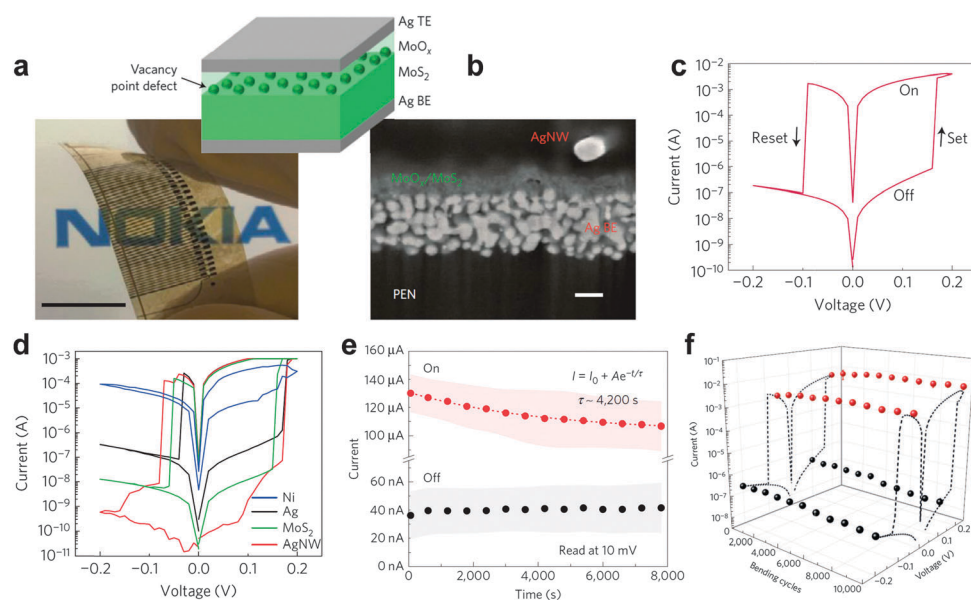 a
Ag TE
MoOₓ
MoS₂
Ag BE
Vacancy
point defect
NOKIA
b
AgNW
MoOₓ/MoS₂
Ag BE
PEN
c
Current (A)
10⁻²
10⁻³
10⁻⁴
10⁻⁵
10⁻⁶
10⁻⁷
10⁻⁸
10⁻⁹
10⁻¹⁰
On
Reset
Set
Off
−0.2 −0.1 0.0 0.1 0.2
Voltage (V)
d
Current (A)
10⁻³
10⁻⁴
10⁻⁵
10⁻⁶
10⁻⁷
10⁻⁸
10⁻⁹
10⁻¹⁰
10⁻¹¹
Ni
Ag
MoS₂
AgNW
−0.2 −0.1 0.0 0.1 0.2
Voltage (V)
e
Current
160 µA
140 µA
120 µA
100 µA
60 nA
40 nA
20 nA
0 nA
On
I = I₀ + Ae⁻ᵗ/τ
τ ~ 4,200 s
Off
Read at 10 mV
0 2,000 4,000 6,000 8,000
Time (s)
f
Current (A)
10⁻¹
10⁻²
10⁻³
10⁻⁴
10⁻⁵
10⁻⁶
10⁻⁷
10⁻⁸
0
2,000
4,000
6,000
8,000
10,000
Bending cycles
−0.2
−0.1
0.0
0.1
0.2
Voltage (V)